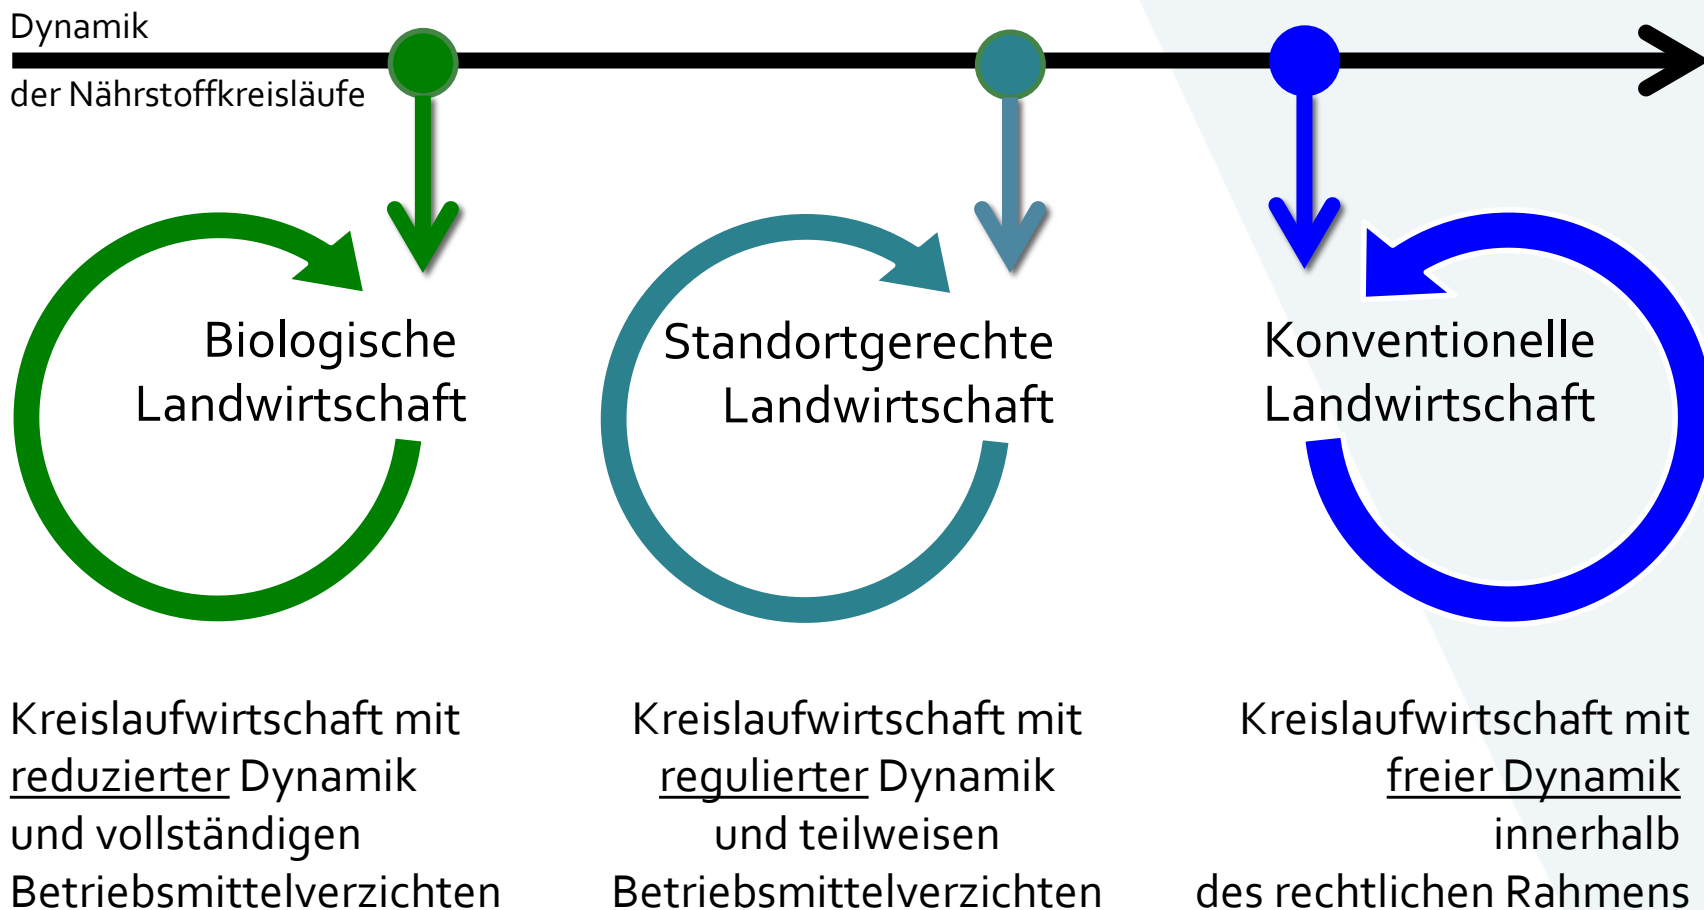 Dynamik
der Nährstoffkreisläufe
Biologische
Landwirtschaft
Standortgerechte
Landwirtschaft
Konventionelle
Landwirtschaft
Kreislaufwirtschaft mit
reduzierter Dynamik
und vollständigen
Betriebsmittelverzichten
Kreislaufwirtschaft mit
regulierter Dynamik
und teilweisen
Betriebsmittelverzichten
Kreislaufwirtschaft mit
freier Dynamik
innerhalb
des rechtlichen Rahmens